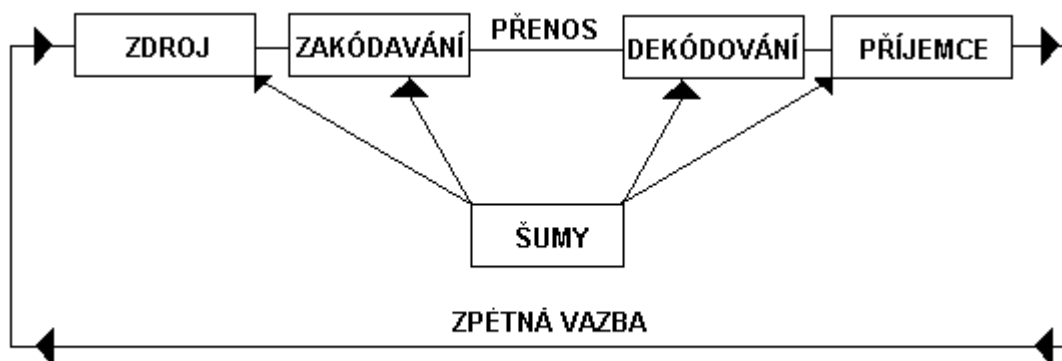 PŘENOS
ZDROJ ZAKÓDAVÁNÍ DEKÓDOVÁNÍ PŘÍJEMCE
ŠUMY
ZPĚTNÁ VAZBA